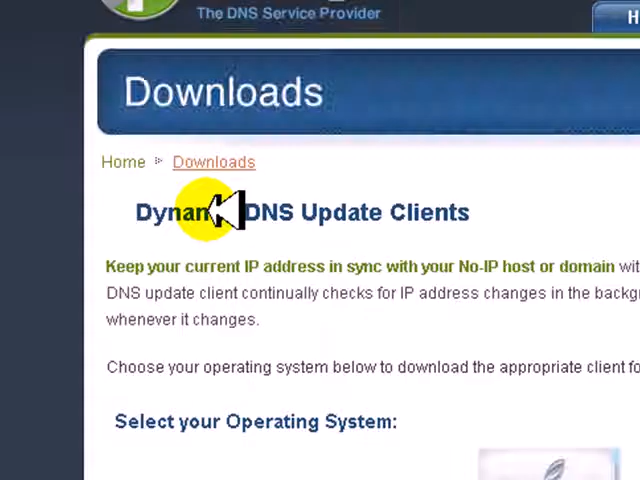 The DNS Service Provider
H
Downloads
Home Downloads
DNS Update Clients
Keep your current IP address in sync with your No-IP host or domain
DNS update client continually checks for IP address changes in the
whenever it changes.
Choose your operating system below to download the appropriate client
Select your Operating System: